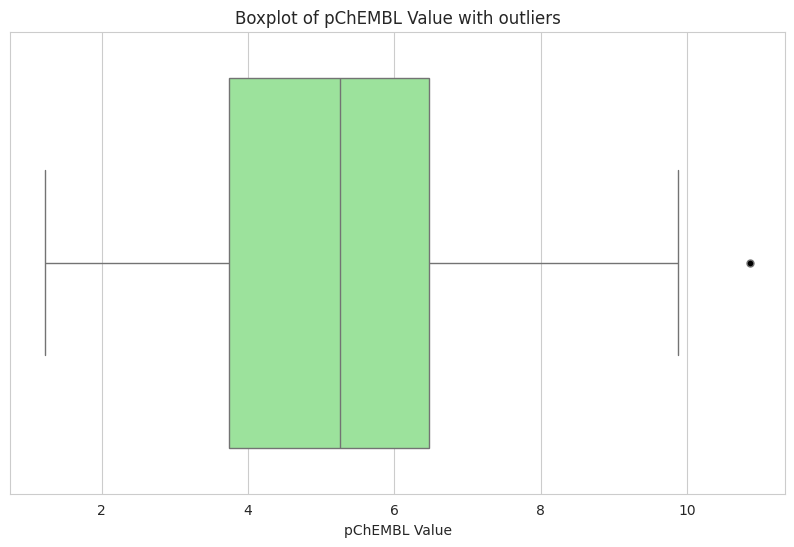 Boxplot of pChEMBL Value with outliers
2 4 6 8 10
pChEMBL Value